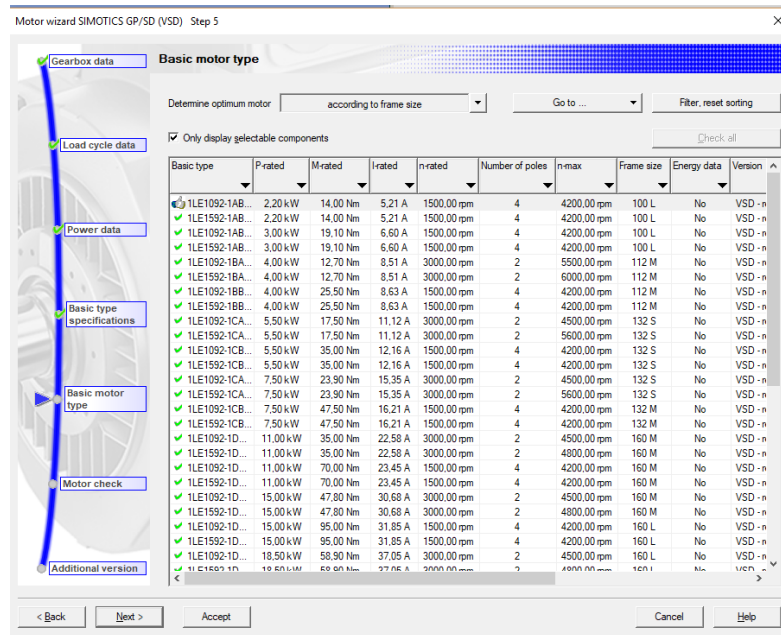 Motor wizard SIMOTICS GP/SD (VSD) Step 5
Gearbox data
Load cycle data
Power data
Basic type
specifications
Basic motor
type
Motor check
Additional version
Basic motor type
Determine optimum motor according to frame size Go to ... Filter, reset sorting
Only display selectable components Check all
Basic type P-rated M-rated I-rated n-rated Number of poles n-max Frame size Energy data Version
1LE1092-1AB... 2,20 kW 14,00 Nm 5,21 A 1500,00 rpm 4 4200,00 rpm 100 L No VSD - n
1LE1592-1AB... 2,20 kW 14,00 Nm 5,21 A 1500,00 rpm 4 4200,00 rpm 100 L No VSD - n
1LE1092-1AB... 3,00 kW 19,10 Nm 6,60 A 1500,00 rpm 4 4200,00 rpm 100 L No VSD - n
1LE1592-1AB... 3,00 kW 19,10 Nm 6,60 A 1500,00 rpm 4 4200,00 rpm 100 L No VSD - n
1LE1092-1BA... 4,00 kW 12,70 Nm 8,51 A 3000,00 rpm 2 5500,00 rpm 112 M No VSD - n
1LE1592-1BA... 4,00 kW 12,70 Nm 8,51 A 3000,00 rpm 2 6000,00 rpm 112 M No VSD - n
1LE1092-1BB... 4,00 kW 25,50 Nm 8,63 A 1500,00 rpm 4 4200,00 rpm 112 M No VSD - n
1LE1592-1BB... 4,00 kW 25,50 Nm 8,63 A 1500,00 rpm 4 4200,00 rpm 112 M No VSD - n
1LE1092-1CA... 5,50 kW 17,50 Nm 11,12 A 3000,00 rpm 2 4500,00 rpm 132 S No VSD - n
1LE1592-1CA... 5,50 kW 17,50 Nm 11,12 A 3000,00 rpm 2 5600,00 rpm 132 S No VSD - n
1LE1092-1CB... 5,50 kW 35,00 Nm 12,16 A 1500,00 rpm 4 4200,00 rpm 132 S No VSD - n
1LE1592-1CB... 5,50 kW 35,00 Nm 12,16 A 1500,00 rpm 4 4200,00 rpm 132 S No VSD - n
1LE1092-1CA... 7,50 kW 23,90 Nm 15,35 A 3000,00 rpm 2 4500,00 rpm 132 S No VSD - n
1LE1592-1CA... 7,50 kW 23,90 Nm 15,35 A 3000,00 rpm 2 5600,00 rpm 132 S No VSD - n
1LE1092-1CB... 7,50 kW 47,50 Nm 16,21 A 1500,00 rpm 4 4200,00 rpm 132 M No VSD - n
1LE1592-1CB... 7,50 kW 47,50 Nm 16,21 A 1500,00 rpm 4 4200,00 rpm 132 M No VSD - n
1LE1092-1D... 11,00 kW 35,00 Nm 22,58 A 3000,00 rpm 2 4500,00 rpm 160 M No VSD - n
1LE1592-1D... 11,00 kW 35,00 Nm 22,58 A 3000,00 rpm 2 4800,00 rpm 160 M No VSD - n
1LE1092-1D... 11,00 kW 70,00 Nm 23,45 A 1500,00 rpm 4 4200,00 rpm 160 M No VSD - n
1LE1592-1D... 11,00 kW 70,00 Nm 23,45 A 1500,00 rpm 4 4200,00 rpm 160 M No VSD - n
1LE1092-1D... 15,00 kW 47,80 Nm 30,68 A 3000,00 rpm 2 4500,00 rpm 160 M No VSD - n
1LE1592-1D... 15,00 kW 47,80 Nm 30,68 A 3000,00 rpm 2 4800,00 rpm 160 M No VSD - n
1LE1092-1D... 15,00 kW 95,00 Nm 31,85 A 1500,00 rpm 4 4200,00 rpm 160 L No VSD - n
1LE1592-1D... 15,00 kW 95,00 Nm 31,85 A 1500,00 rpm 4 4200,00 rpm 160 L No VSD - n
1LE1092-1D... 18,50 kW 58,90 Nm 37,05 A 3000,00 rpm 2 4500,00 rpm 160 L No VSD - n
1LE1592-1D... 18,50 kW 58,90 Nm 37,05 A 3000,00 rpm 2 4800,00 rpm 160 L No VSD - n
< Back Next > Accept Cancel Help